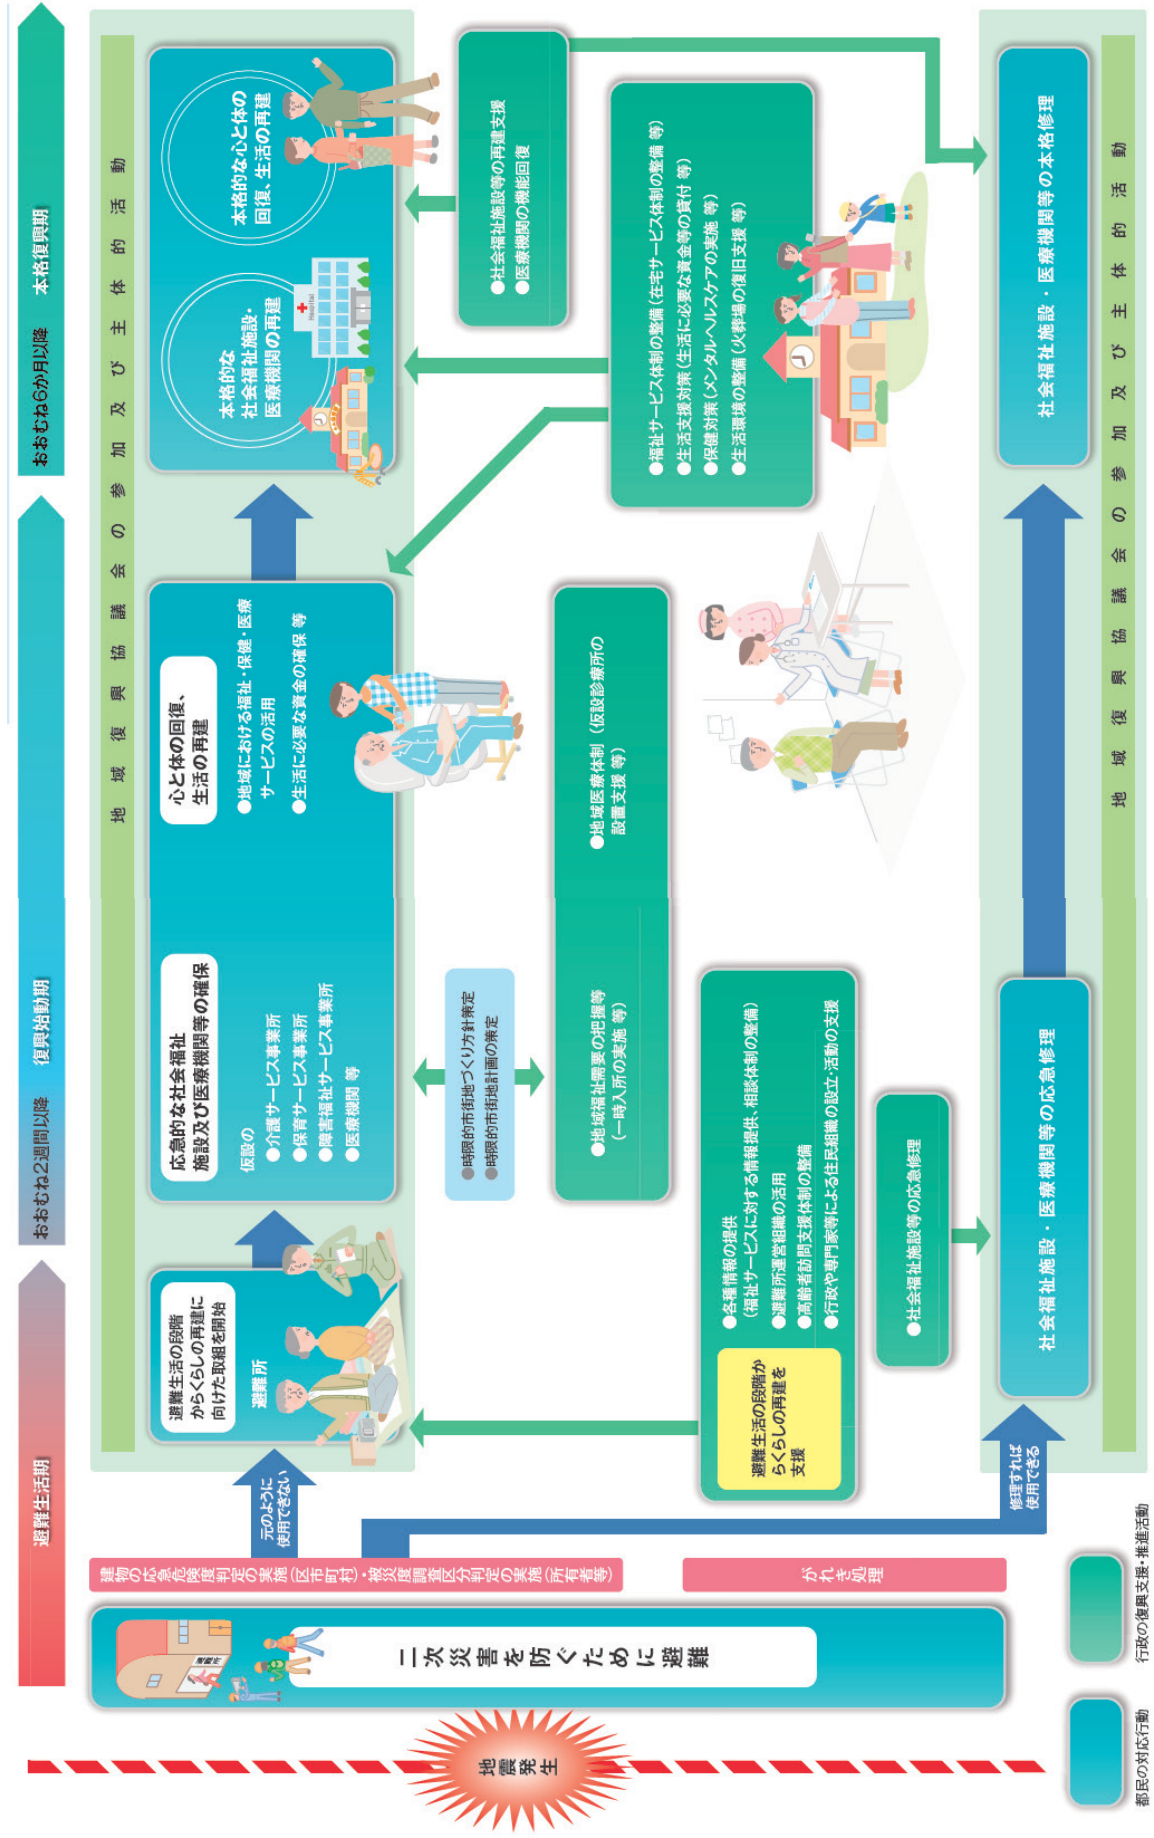 避難生活期
おおむね2週間以降
復興始動期
おおむね6か月以降
本格復興期
地震発生
二次災害を防ぐために避難
避難所
建物の応急危険度判定の実施(区市町村)・被災度調査区分判定の実施(所有者等)
がれき処理
元のように
使用できない
修理すれば
使用できる
地域復興協議会の参加及び主体的活動
避難生活の段階
からくらしの再建に
向けた取組を開始
避難所
応急的な社会福祉
施設及び医療機関等の確保
仮設の
●介護サービス事業所
●保育サービス事業所
●障害福祉サービス事業所
●医療機関 等
心と体の回復、
生活の再建
●地域における福祉・保健・医療
サービスの活用
●生活に必要な資金の確保 等
本格的な
社会福祉施設・
医療機関の再建
Hospital
本格的な心と体の
回復、生活の再建
●時限的市街地づくり方針策定
●時限的市街地計画の策定
●社会福祉施設等の再建支援
●医療機関の機能回復
●地域福祉需要の把握等
(一時入所の実施 等)
●地域医療体制(仮設診療所の
設置支援 等)
●福祉サービス体制の整備(在宅サービス体制の整備 等)
●生活支援対策(生活に必要な資金等の貸付 等)
●保健対策(メンタルヘルスケアの実施 等)
●生活環境の整備(火葬場の復旧支援 等)
避難生活の段階か
らくらしの再建を
支援
●各種情報の提供
(福祉サービスに対する情報提供、相談体制の整備)
●避難所運営組織の活用
●高齢者訪問支援体制の整備
●行政や専門家等による住民組織の設立・活動の支援
●社会福祉施設等の応急修理
社会福祉施設・医療機関等の応急修理
社会福祉施設・医療機関等の本格修理
地域復興協議会の参加及び主体的活動
都民の対応行動
行政の復興支援・推進活動